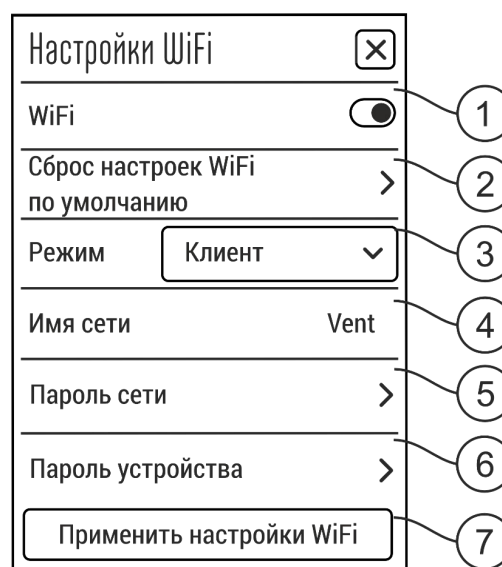 Настройки WiFi
WiFi
1
Сброс настроек WiFi
по умолчанию
2
Режим Клиент
3
Имя сети Vent
4
Пароль сети
5
Пароль устройства
6
Применить настройки WiFi
7